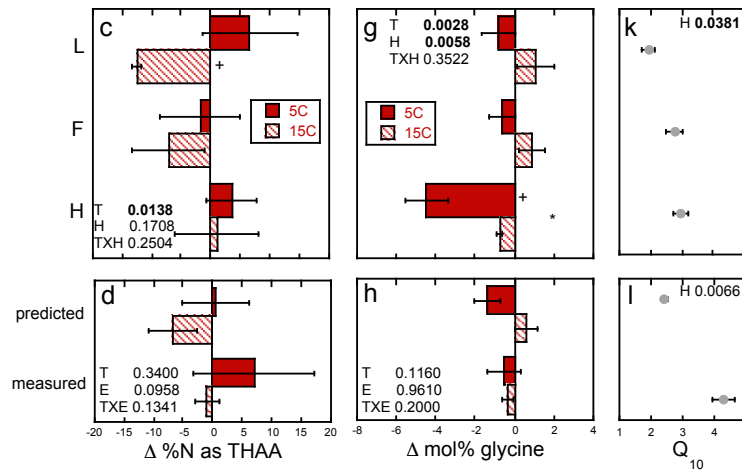 c
L
F
H
+
5C
15C
T 0.0138
H 0.1708
TXH 0.2504
g
T 0.0028
H 0.0058
TXH 0.3522
5C
15C
+
*
k
H 0.0381
d
predicted
measured
T 0.3400
E 0.0958
TXE 0.1341
-20 -15 -10 -5 0 5 10 15 20
Δ %N as THAA
h
T 0.1160
E 0.9610
TXE 0.2000
-8 -6 -4 -2 0 2 4
Δ mol% glycine
l
H 0.0066
1 2 3 4
Q10